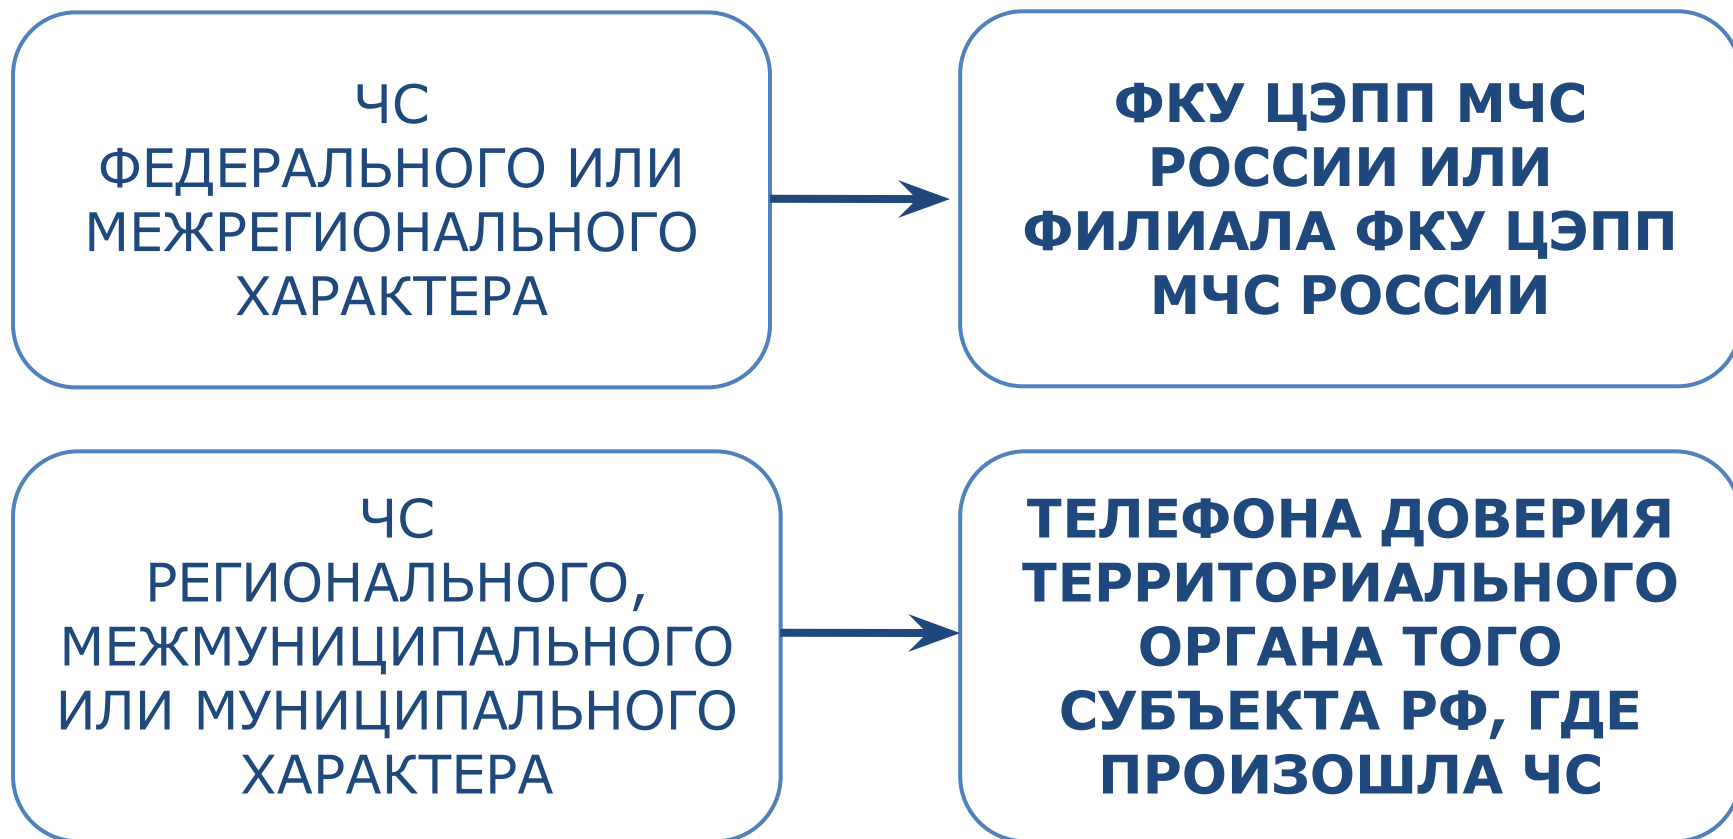 ЧС
ФЕДЕРАЛЬНОГО ИЛИ
МЕЖРЕГИОНАЛЬНОГО
ХАРАКТЕРА
ФКУ ЦЭПП МЧС
РОССИИ ИЛИ
ФИЛИАЛА ФКУ ЦЭПП
МЧС РОССИИ
ЧС
РЕГИОНАЛЬНОГО,
МЕЖМУНИЦИПАЛЬНОГО
ИЛИ МУНИЦИПАЛЬНОГО
ХАРАКТЕРА
ТЕЛЕФОНА ДОВЕРИЯ
ТЕРРИТОРИАЛЬНОГО
ОРГАНА ТОГО
СУБЪЕКТА РФ, ГДЕ
ПРОИЗОШЛА ЧС